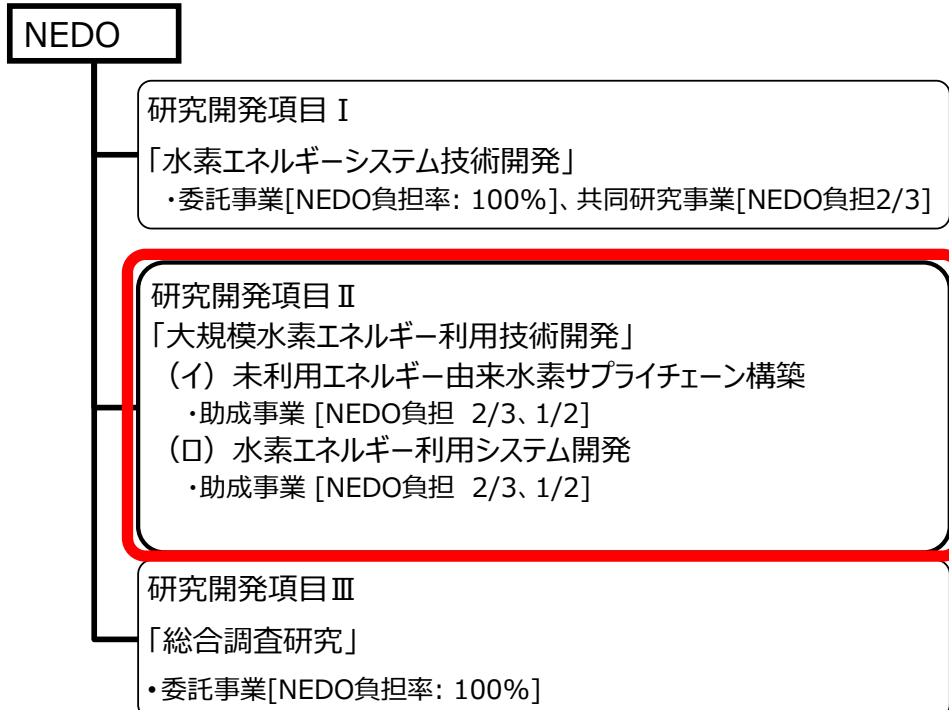 NEDO
研究開発項目Ⅰ
「水素エネルギーシステム技術開発」
・委託事業[NEDO負担率: 100%]、共同研究事業[NEDO負担2/3]
研究開発項目Ⅱ
「大規模水素エネルギー利用技術開発」
（イ）未利用エネルギー由来水素サプライチェーン構築
・助成事業 [NEDO負担 2/3、1/2]
（ロ）水素エネルギー利用システム開発
・助成事業 [NEDO負担 2/3、1/2]
研究開発項目Ⅲ
「総合調査研究」
• 委託事業[NEDO負担率: 100%]